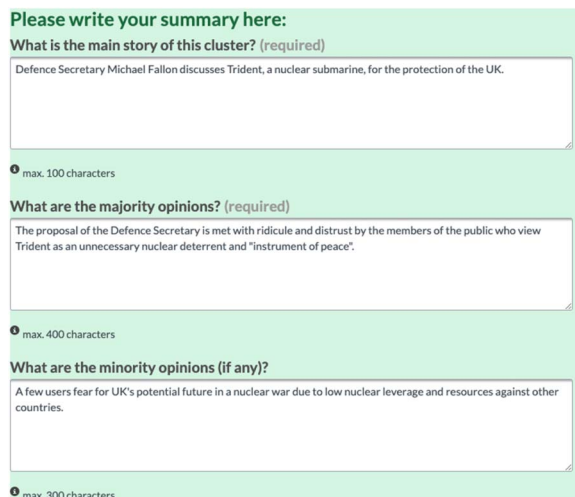 Please write your summary here:
What is the main story of this cluster? (required)
Defence Secretary Michael Fallon discusses Trident, a nuclear submarine, for the protection of the UK.
max. 100 characters
What are the majority opinions? (required)
The proposal of the Defence Secretary is met with ridicule and distrust by the members of the public who view
Trident as an unnecessary nuclear deterrent and "instrument of peace".
max. 400 characters
What are the minority opinions (if any)?
A few users fear for UK's potential future in a nuclear war due to low nuclear leverage and resources against other
countries.
max. 300 characters